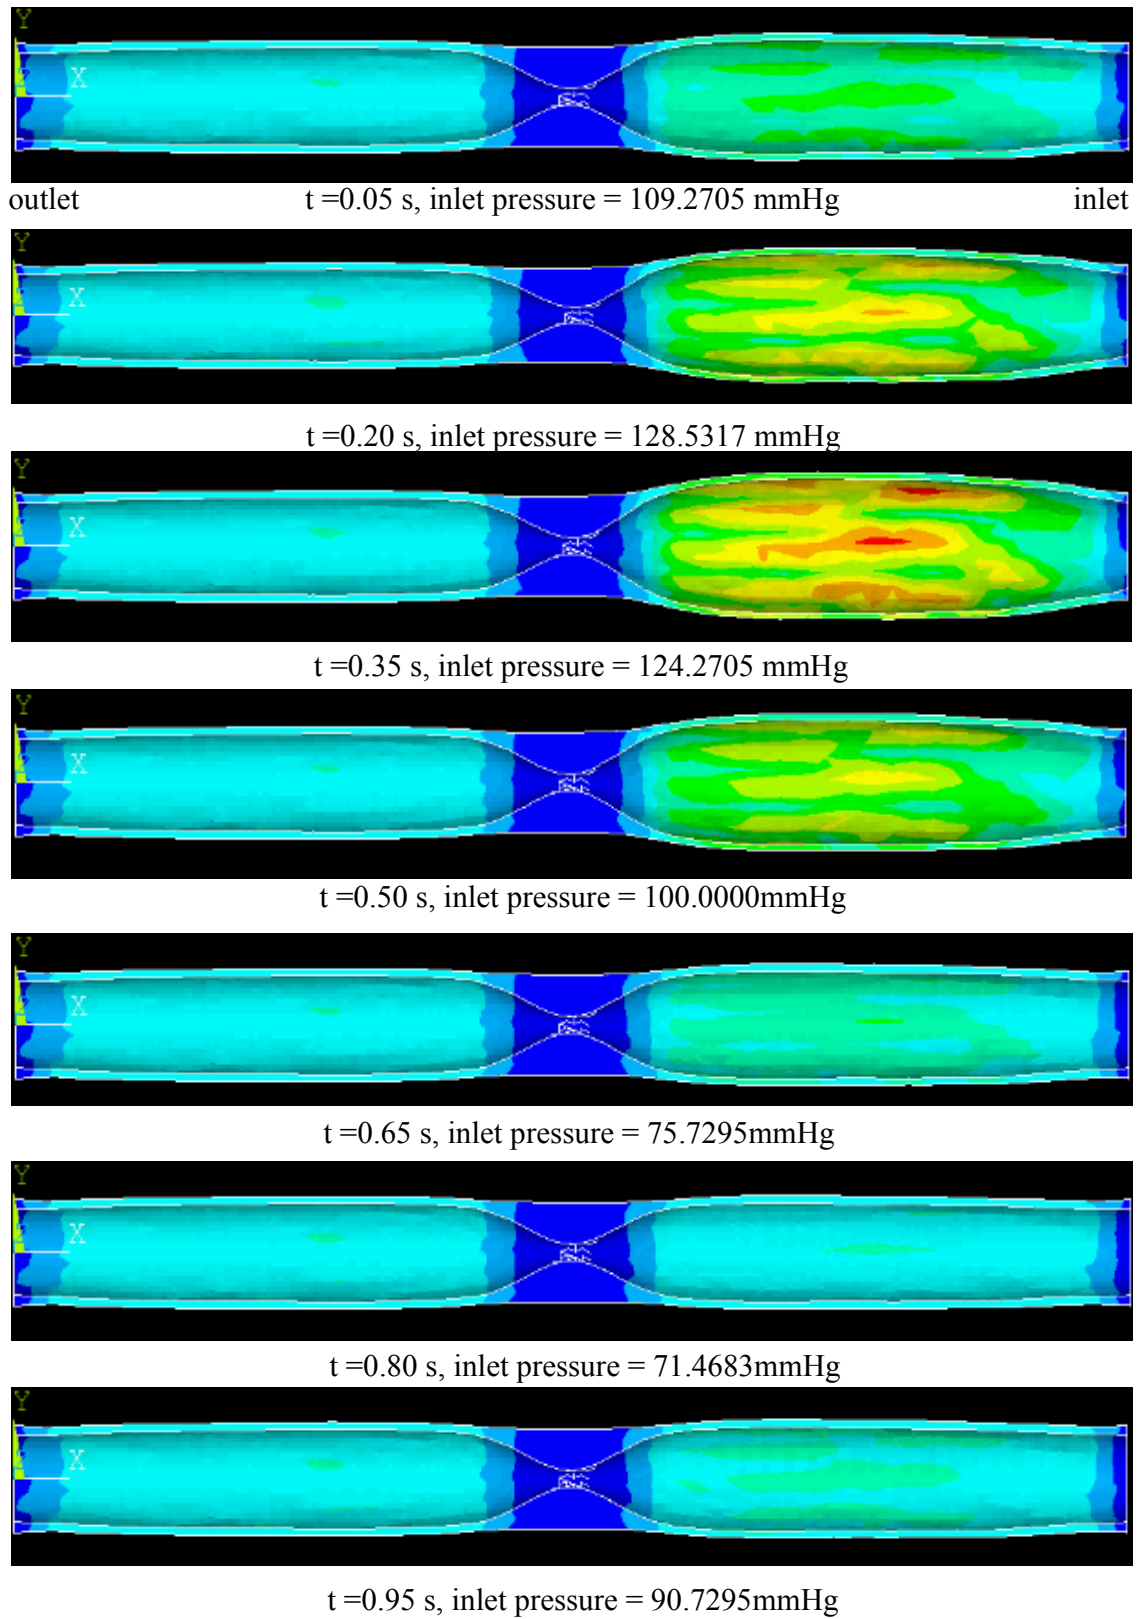 Y
X
outlet t =0.05 s, inlet pressure = 109.2705 mmHg inlet
Y
X
t =0.20 s, inlet pressure = 128.5317 mmHg
Y
X
t =0.35 s, inlet pressure = 124.2705 mmHg
Y
X
t =0.50 s, inlet pressure = 100.0000mmHg
Y
X
t =0.65 s, inlet pressure = 75.7295mmHg
Y
X
t =0.80 s, inlet pressure = 71.4683mmHg
Y
X
t =0.95 s, inlet pressure = 90.7295mmHg